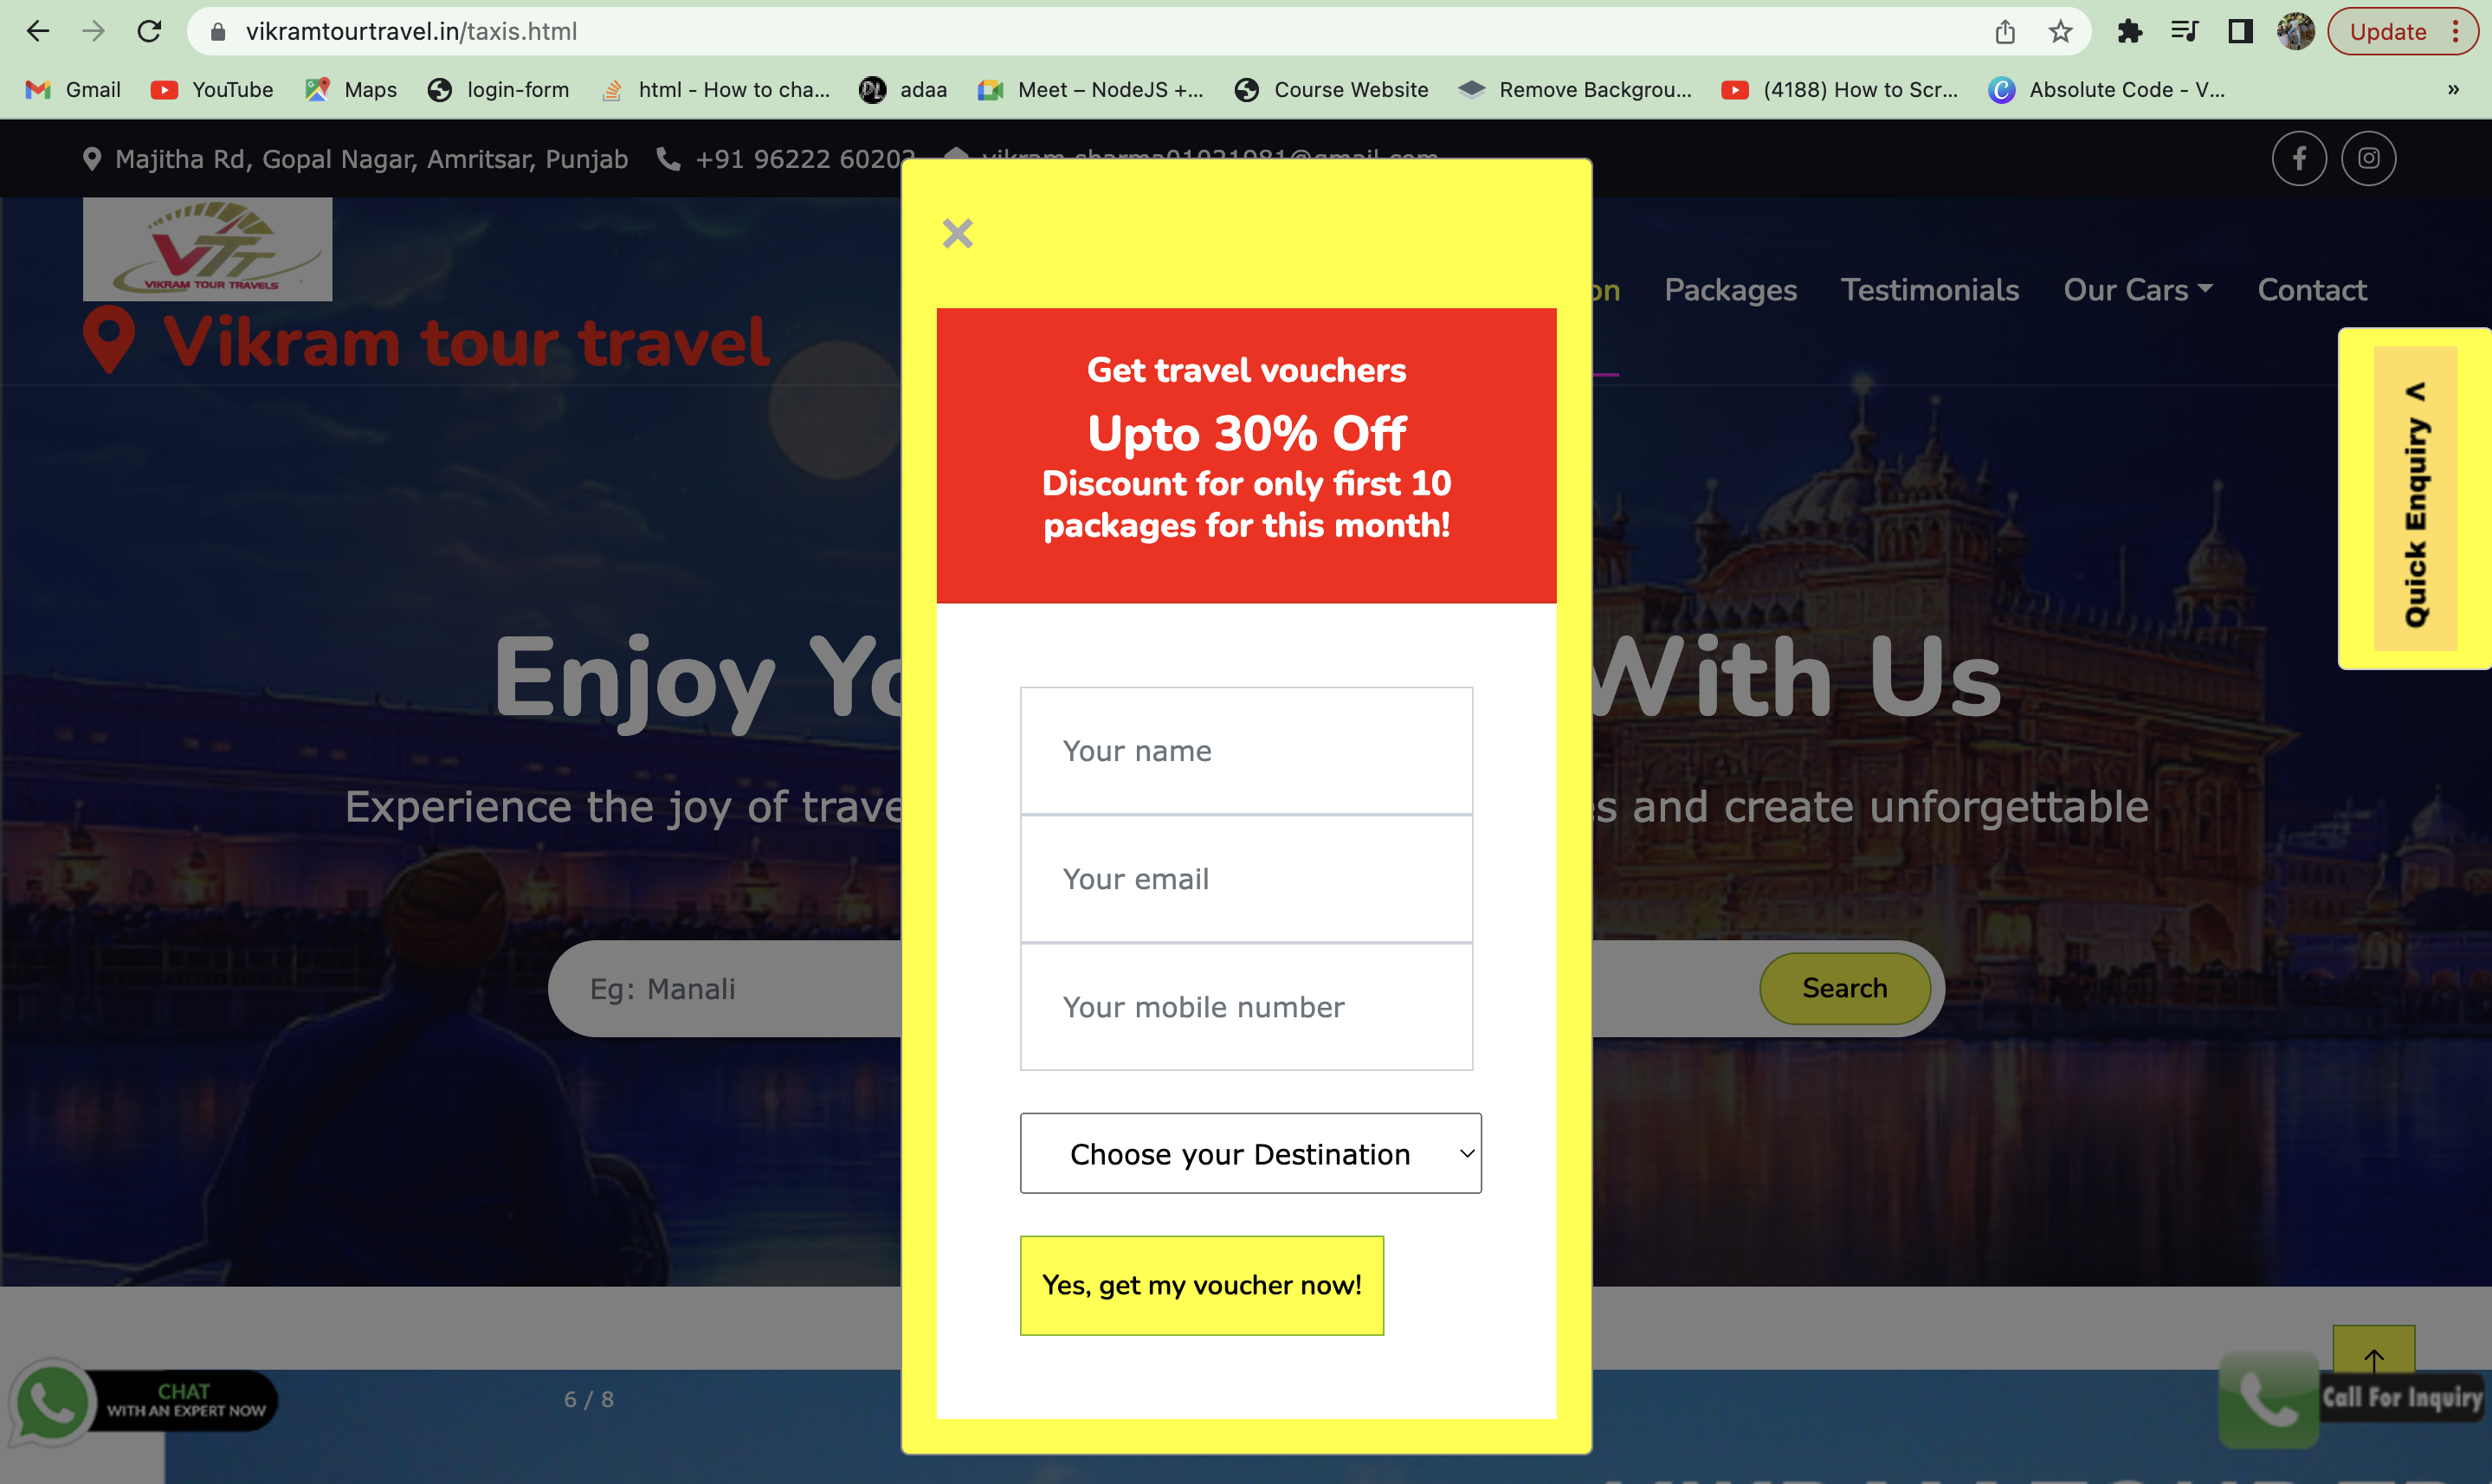 vikramtourtravel.in/taxis.html
Update
Gmail YouTube Maps login-form html - How to cha... adaa Meet – NodeJS +... Course Website Remove Backgrou... (4188) How to Scr... Absolute Code - V... »
Majitha Rd, Gopal Nagar, Amritsar, Punjab +91 96222 60202 vikram.sharma01021981@gmail.com
VTT
VIKRAM TOUR TRAVELS
Vikram tour travel
on Packages Testimonials Our Cars Contact
×
Get travel vouchers
Upto 30% Off
Discount for only first 10
packages for this month!
Quick Enquiry >
Enjoy Yo With Us
Your name
Experience the joy of trave s and create unforgettable
Your email
Eg: Manali
Search
Your mobile number
Choose your Destination
Yes, get my voucher now!
CHAT
WITH AN EXPERT NOW
6 / 8
Call For Inquiry